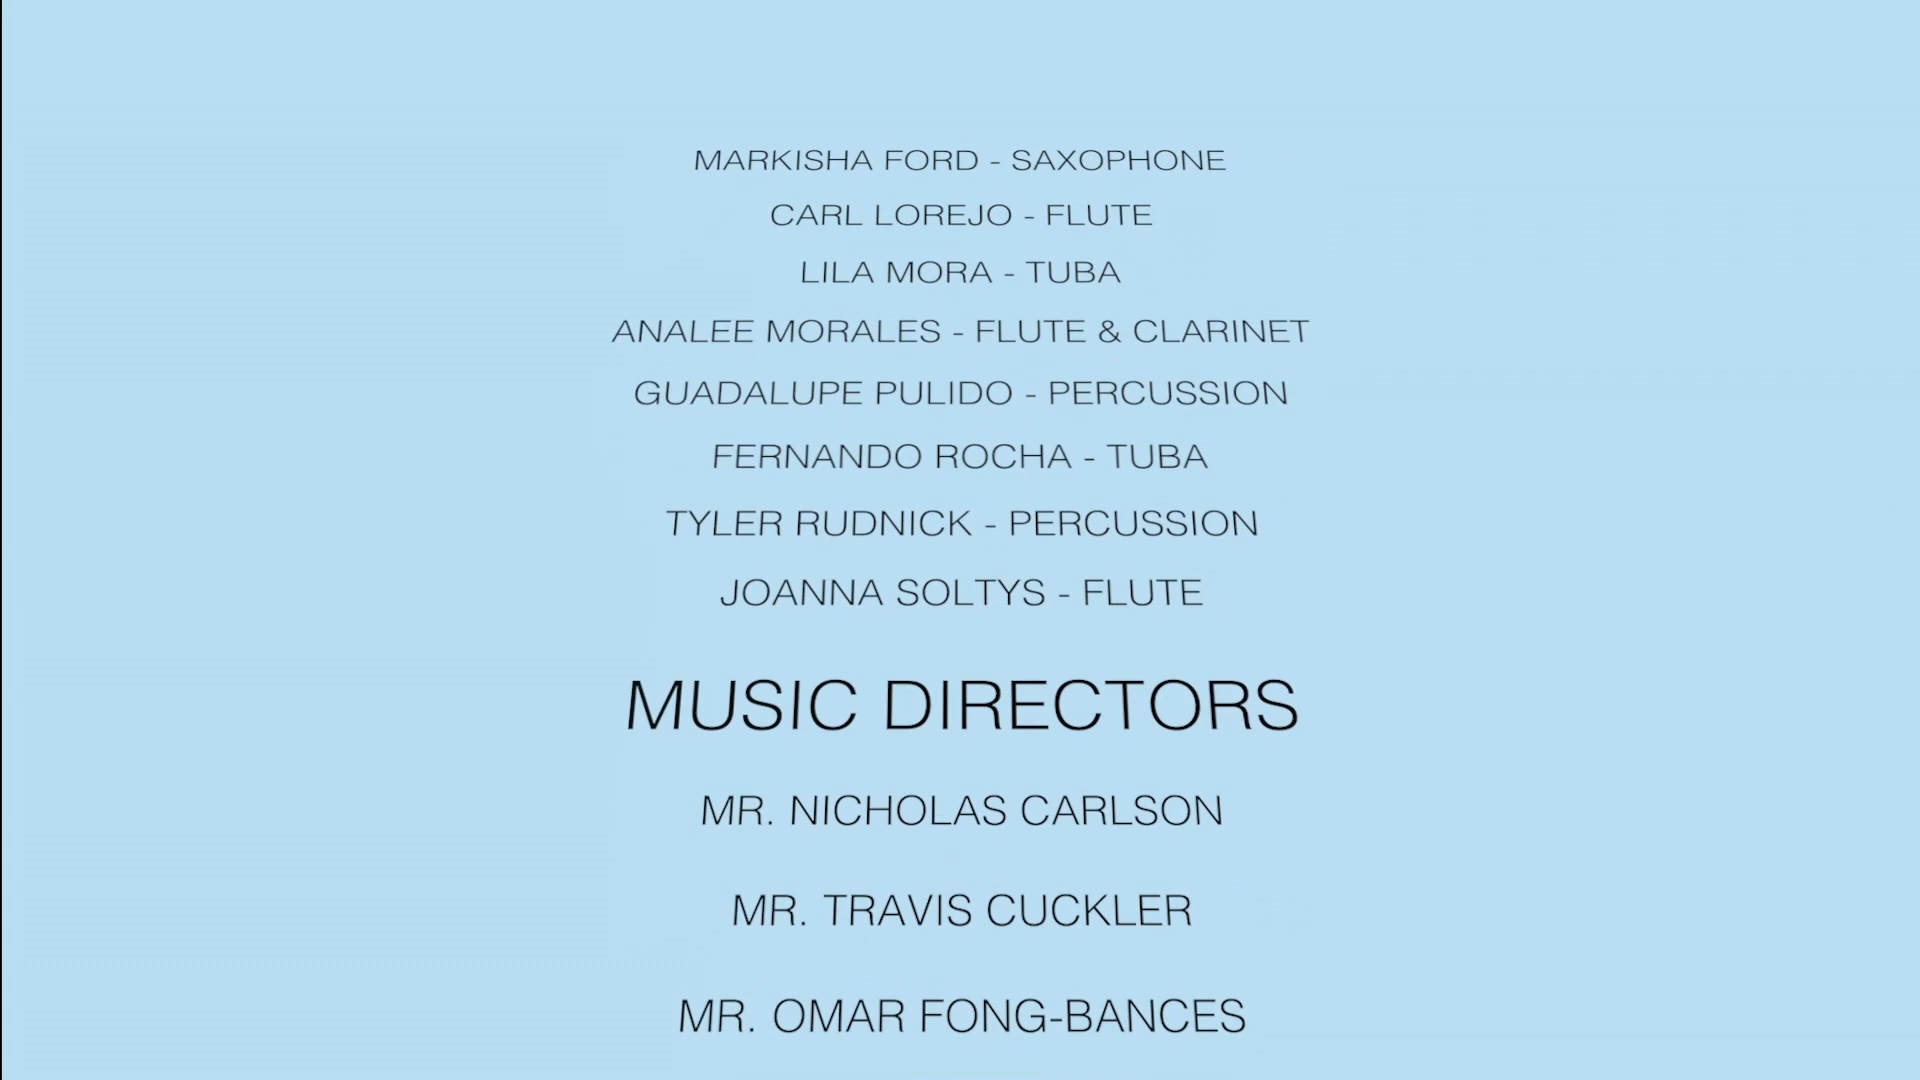 MARKISHA FORD - SAXOPHONE
CARL LOREJO - FLUTE
LILA MORA - TUBA
ANALEE MORALES - FLUTE & CLARINET
GUADALUPE PULIDO - PERCUSSION
FERNANDO ROCHA - TUBA
TYLER RUDNICK - PERCUSSION
JOANNA SOLTYS - FLUTE
MUSIC DIRECTORS
MR. NICHOLAS CARLSON
MR. TRAVIS CUCKLER
MR. OMAR FONG-BANCES